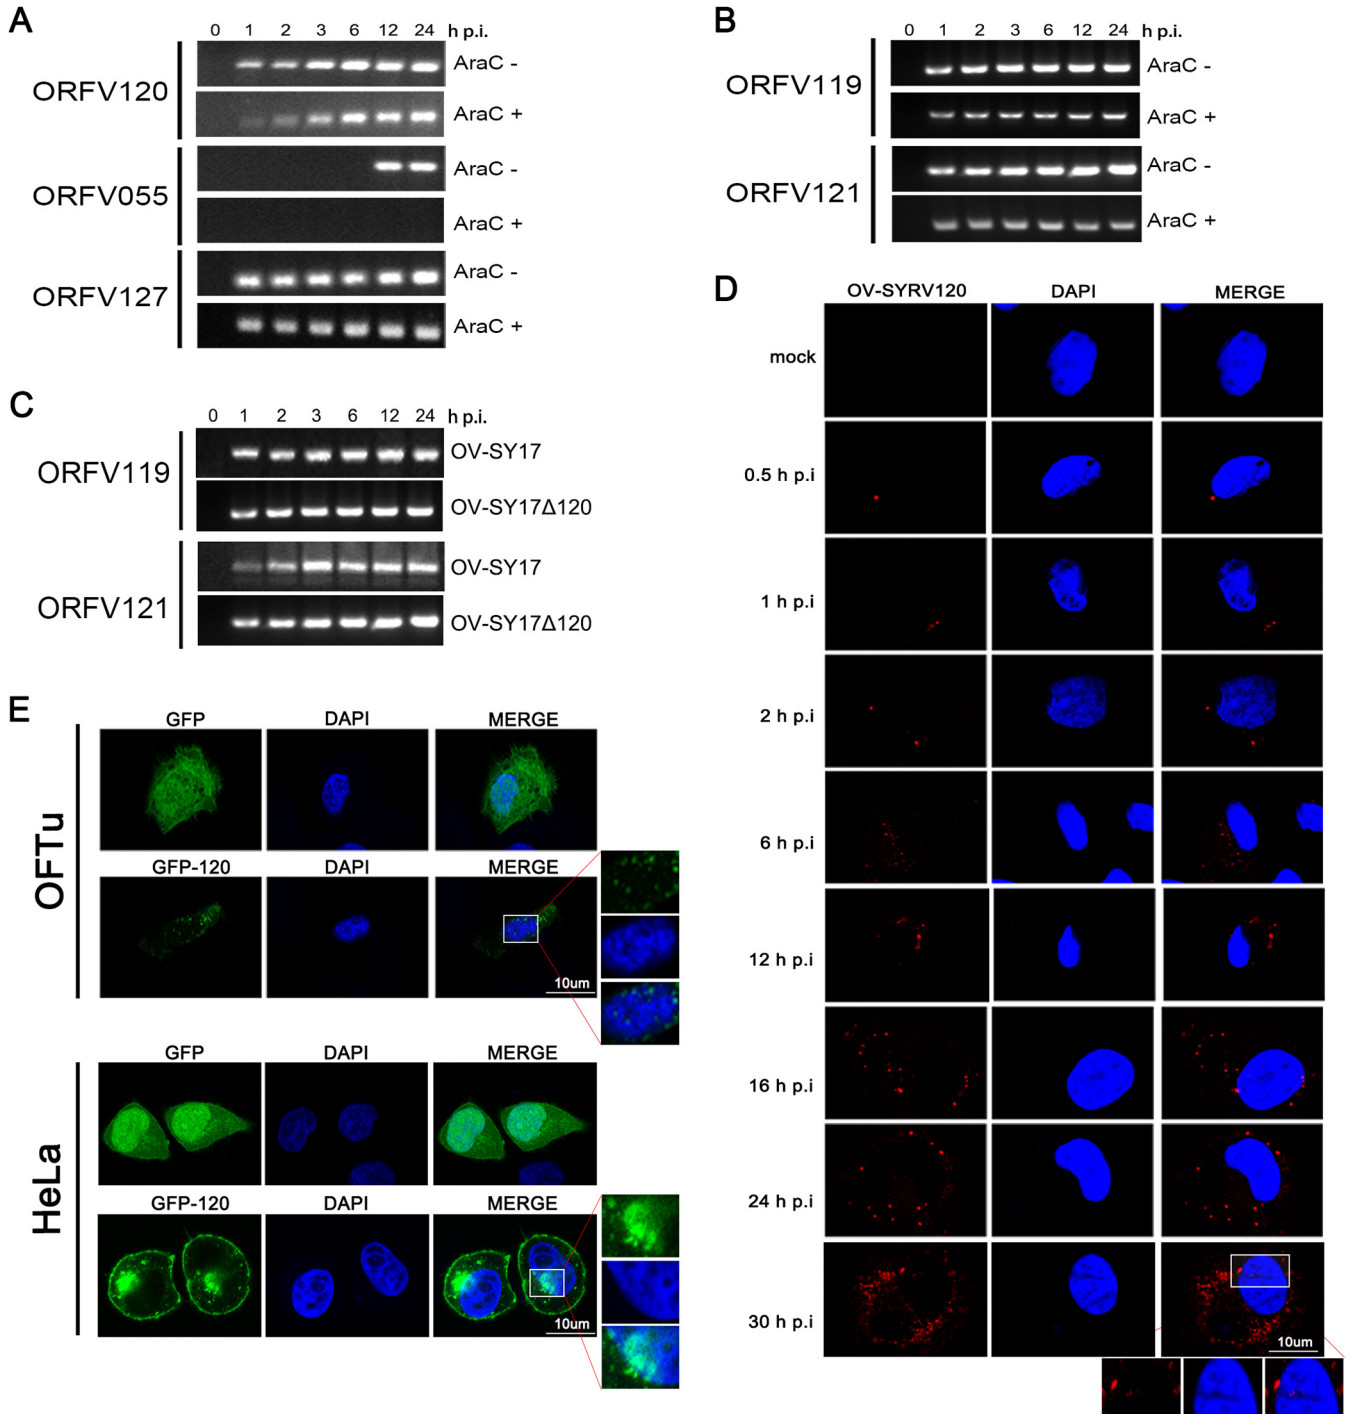 A
0 1 2 3 6 12 24 h p.i.
ORFV120
AraC -
AraC +
ORFV055
AraC -
AraC +
ORFV127
AraC -
AraC +
B
0 1 2 3 6 12 24 h p.i.
ORFV119
AraC -
AraC +
ORFV121
AraC -
AraC +
C
0 1 2 3 6 12 24 h p.i.
ORFV119
OV-SY17
OV-SY17Δ120
ORFV121
OV-SY17
OV-SY17Δ120
D
OV-SYRV120 DAPI MERGE
mock
0.5 h p.i
1 h p.i
2 h p.i
6 h p.i
12 h p.i
16 h p.i
24 h p.i
30 h p.i
10um
E
OFTu
GFP DAPI MERGE
GFP-120 DAPI MERGE
10um
HeLa
GFP DAPI MERGE
GFP-120 DAPI MERGE
10um